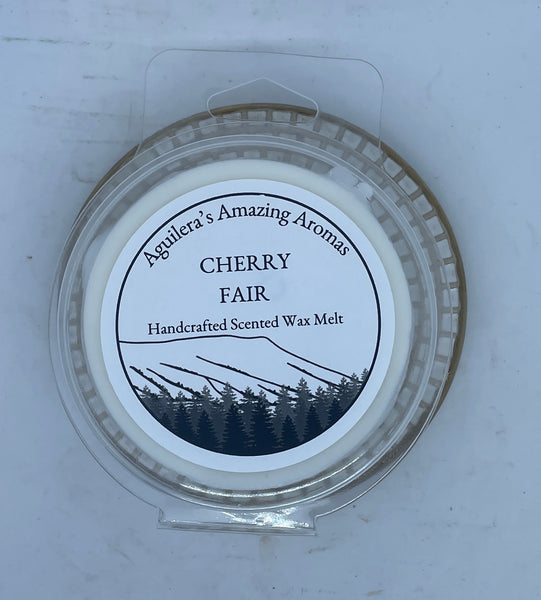 Aguilera's Amazing Aromas
CHERRY
FAIR
Handcrafted Scented Wax Melt